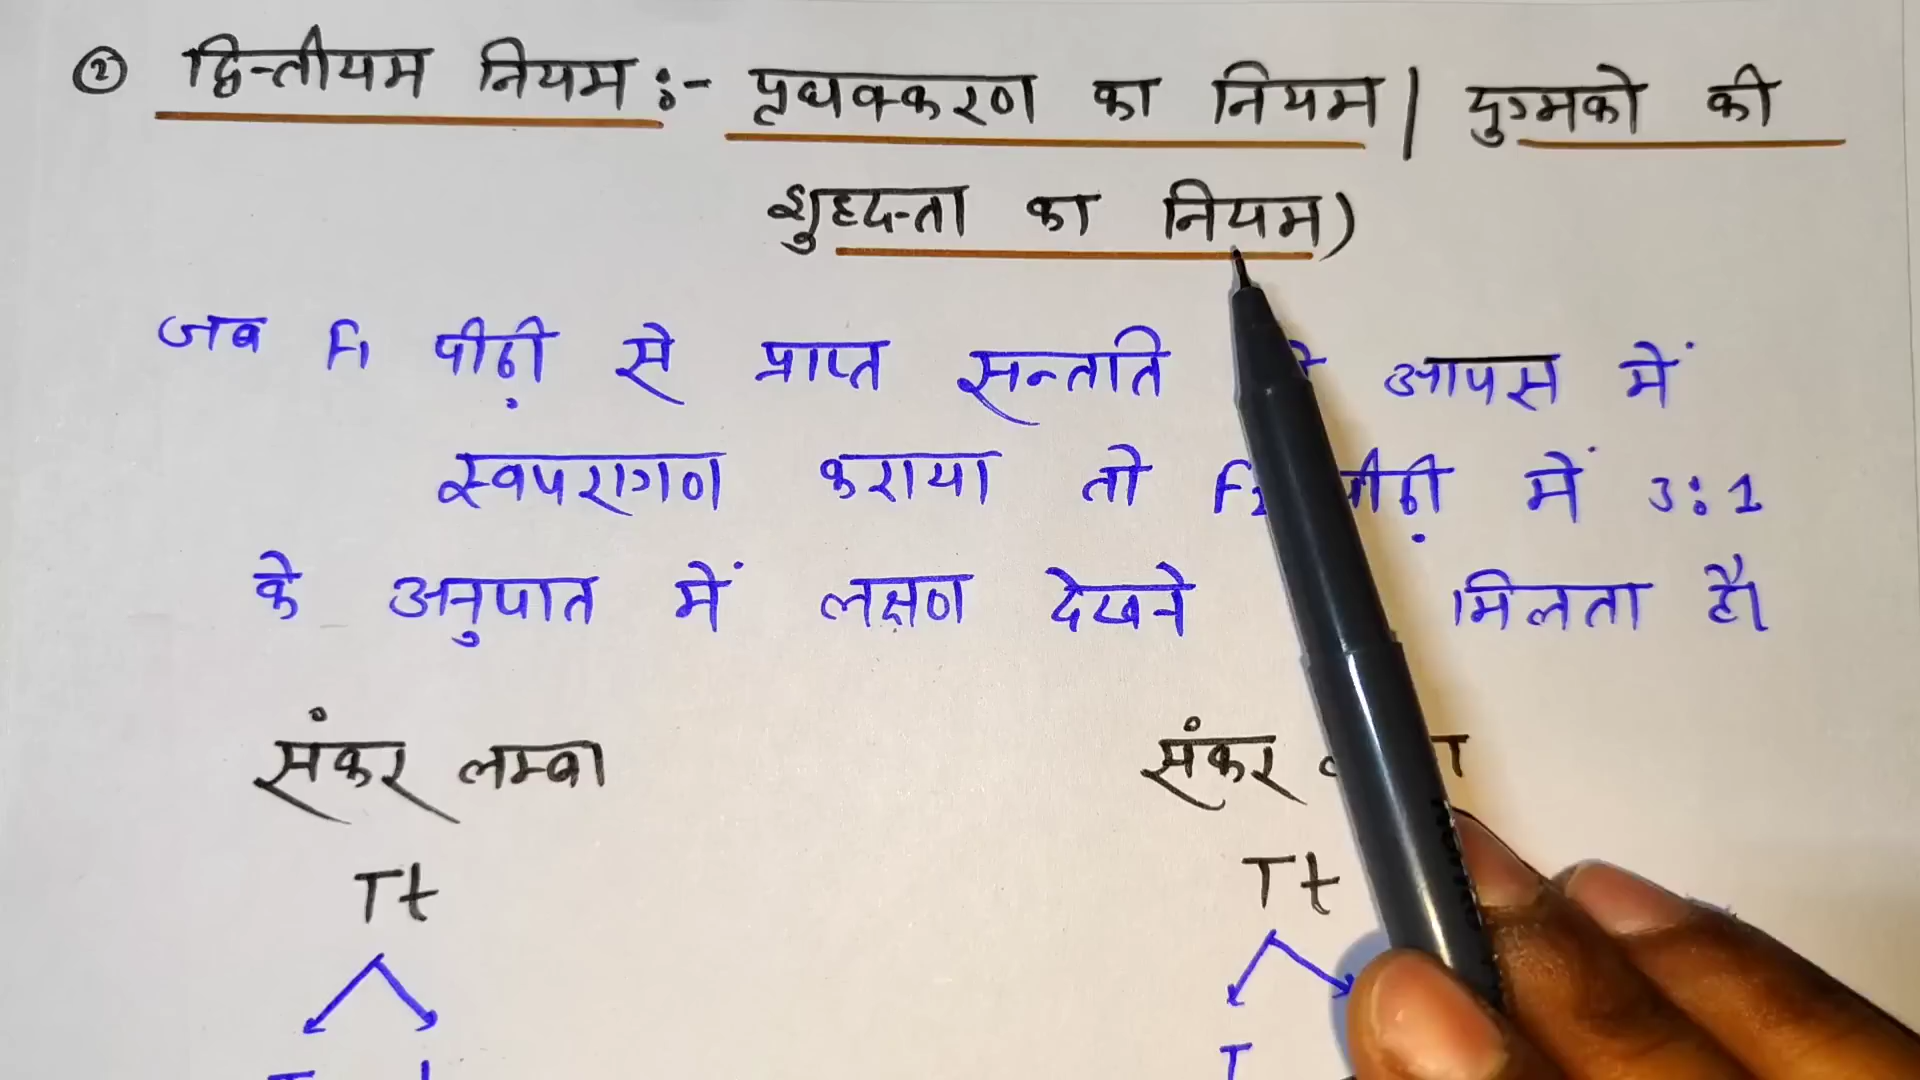 ② द्वित्तीयम नियम :- पृथक्करण का नियम | युग्मको की
शुद्धता का नियम)
जब F1 पीढ़ी से प्राप्त सन्तति आपस में
स्वपरागण कराया तो F2 पीढ़ी में 3:1
के अनुपात में लक्षण देखने मिलता है।
संकर लम्बा संकर
Tt Tt
T t T